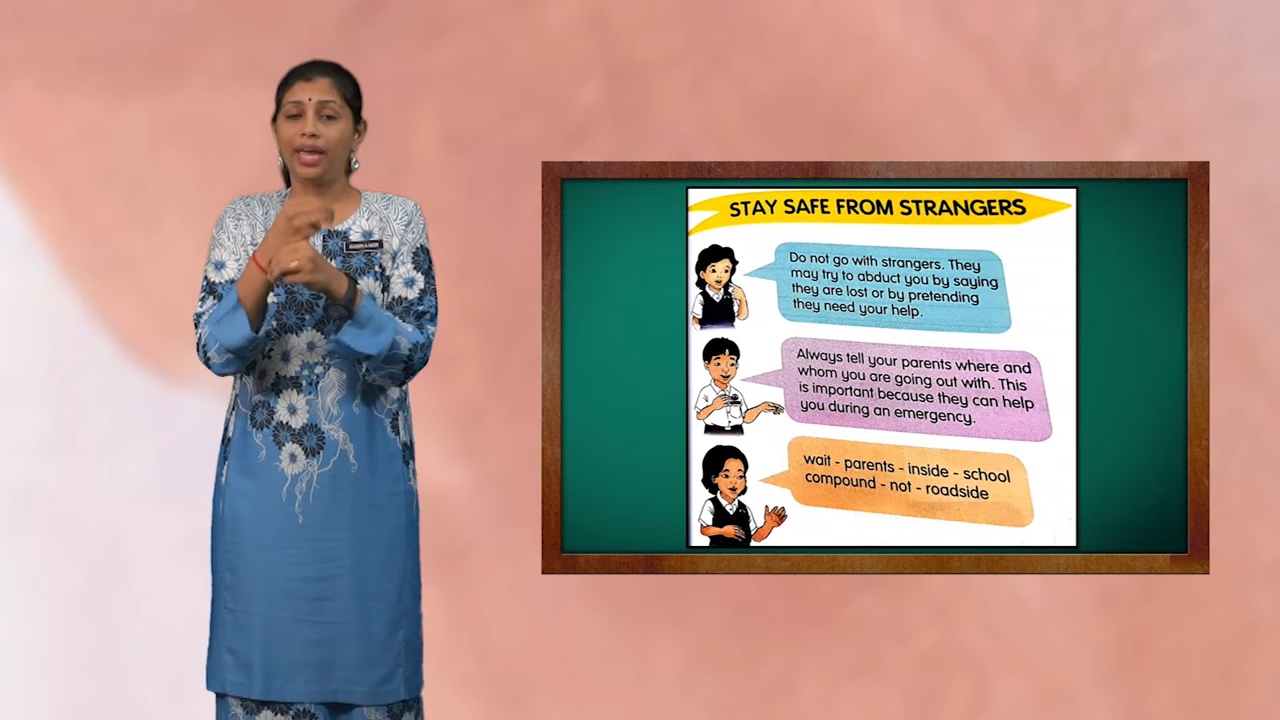 STAY SAFE FROM STRANGERS
Do not go with strangers. They
may try to abduct you by saying
they are lost or by pretending
they need your help.
Always tell your parents where and
whom you are going out with. This
is important because they can help
you during an emergency.
wait - parents - inside - school
compound - not - roadside